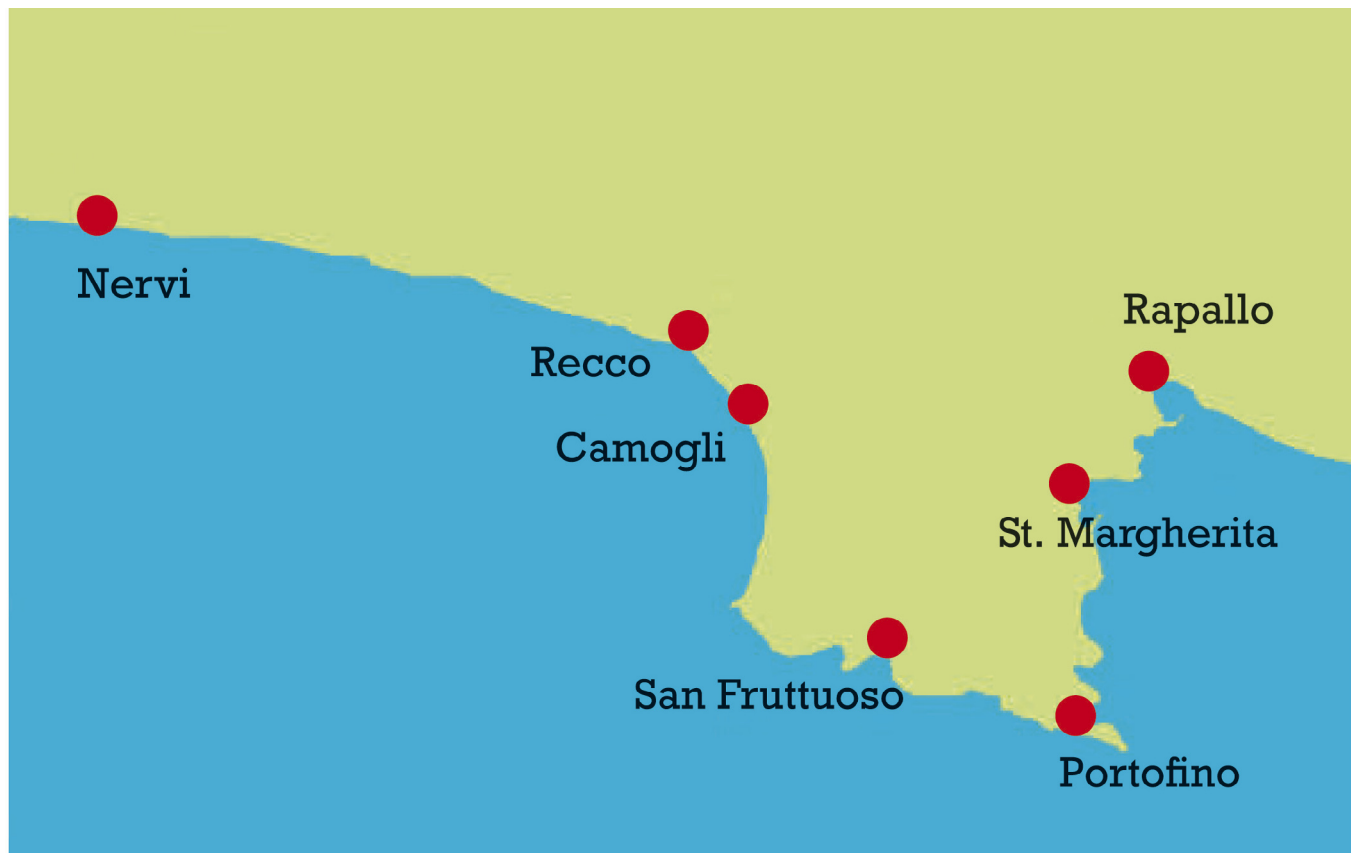 Nervi
Rapallo
Recco
Camogli
St. Margherita
San Fruttuoso
Portofino